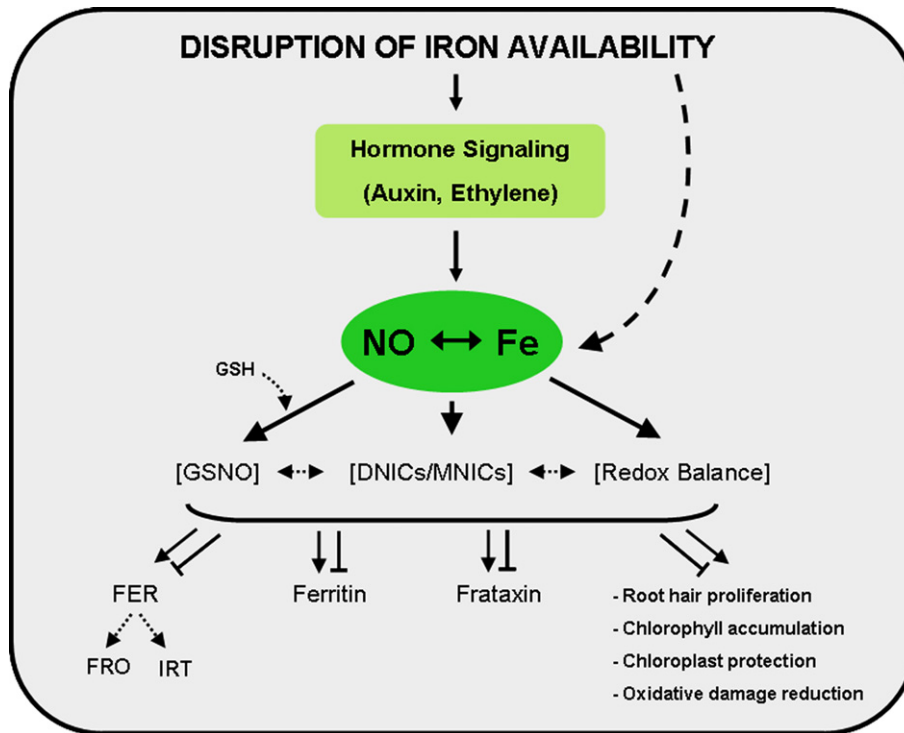 DISRUPTION OF IRON AVAILABILITY
Hormone Signaling
(Auxin, Ethylene)
NO Fe
GSH
[GSNO] [DNICs/MNICs] [Redox Balance]
FER Ferritin Frataxin - Root hair proliferation
- Chlorophyll accumulation
FRO IRT - Chloroplast protection
- Oxidative damage reduction